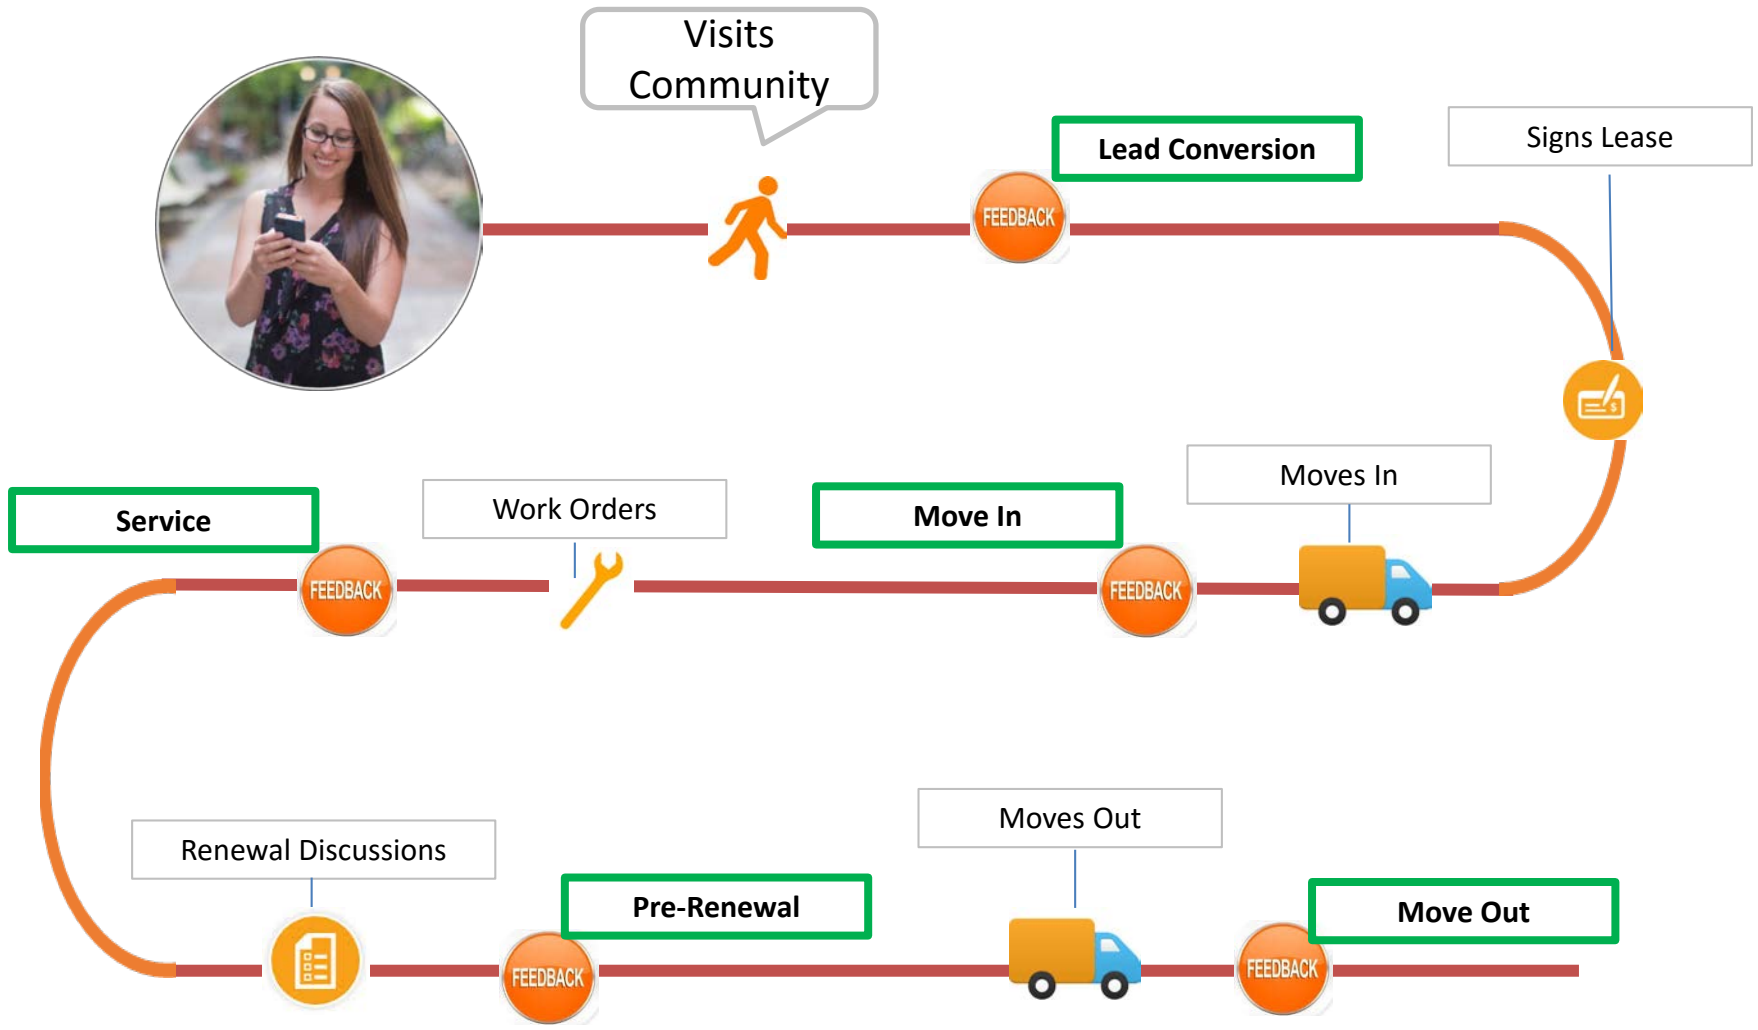 Visits
Community
Lead Conversion
Signs Lease
FEEDBACK
$
Moves In
Move In
Work Orders
Service
FEEDBACK
FEEDBACK
Renewal Discussions
Pre-Renewal
Moves Out
Move Out
FEEDBACK
FEEDBACK